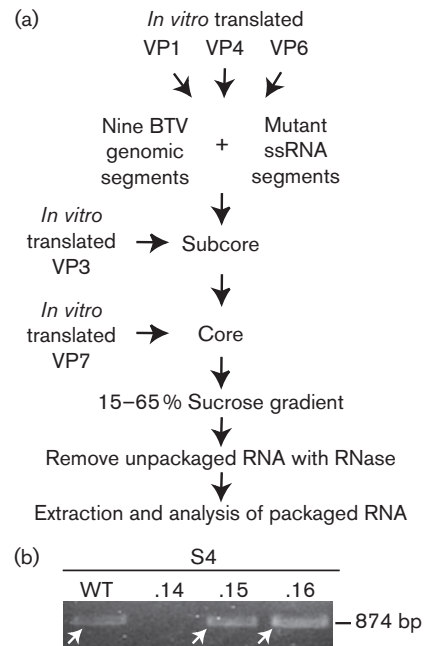 (a)
In vitro translated
VP1 VP4 VP6
Nine BTV
genomic
segments
+
Mutant
ssRNA
segments
In vitro
translated
VP3
Subcore
In vitro
translated
VP7
Core
15–65 % Sucrose gradient
Remove unpackaged RNA with RNase
Extraction and analysis of packaged RNA
(b)
S4
WT .14 .15 .16
874 bp